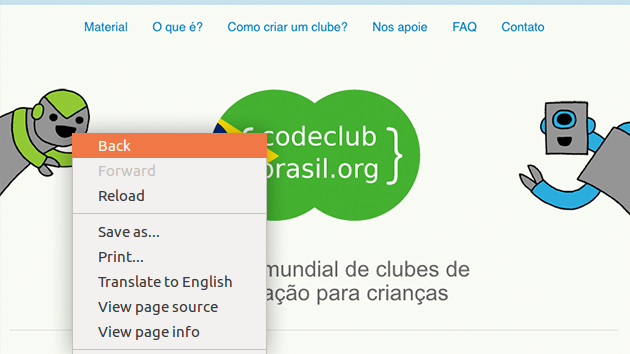 Material O que é? Como criar um clube? Nos apoie FAQ Contato
{codeclub
brasil.org}
Back
Forward
Reload
Save as...
Print...
Translate to English
View page source
View page info
mundial de clubes de
ação para crianças